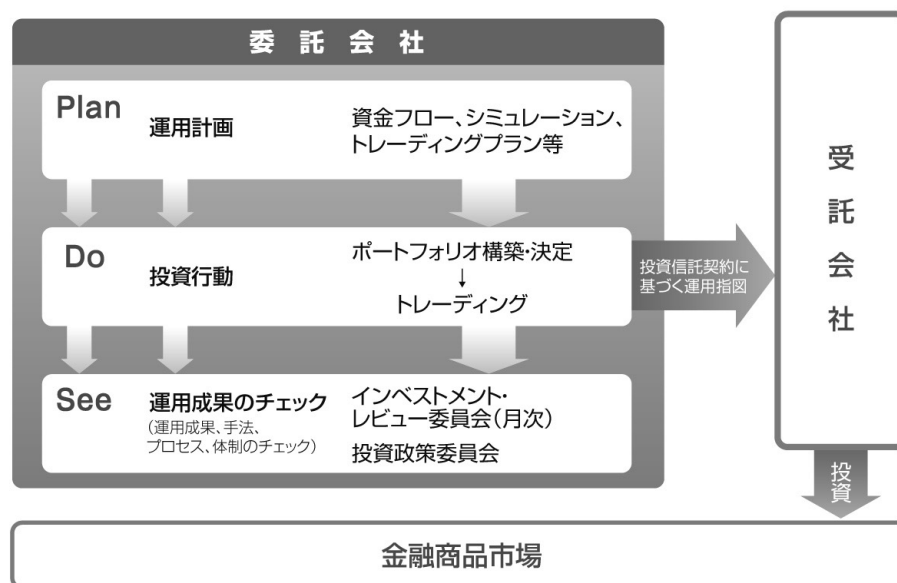 委託会社
Plan
運用計画
資金フロー、シミュレーション、
トレーディングプラン等
Do
投資行動
ポートフォリオ構築・決定
↓
トレーディング
投資信託契約に
基づく運用指図
受託会社
See
運用成果のチェック
(運用成果、手法、
プロセス、体制のチェック)
インベストメント・
レビュー委員会(月次)
投資政策委員会
投資
金融商品市場